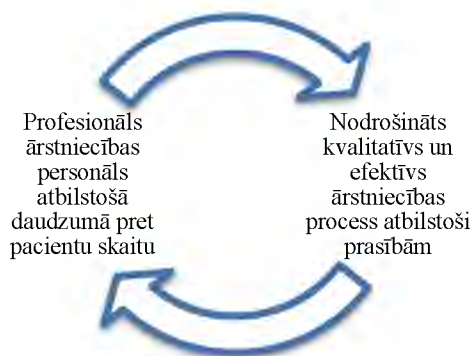 Profesionāls
ārstniecības
personāls
atbilstošā
daudzumā pret
pacientu skaitu
Nodrošināts
kvalitatīvs un
efektīvs
ārstniecības
process atbilstoši
prasībām